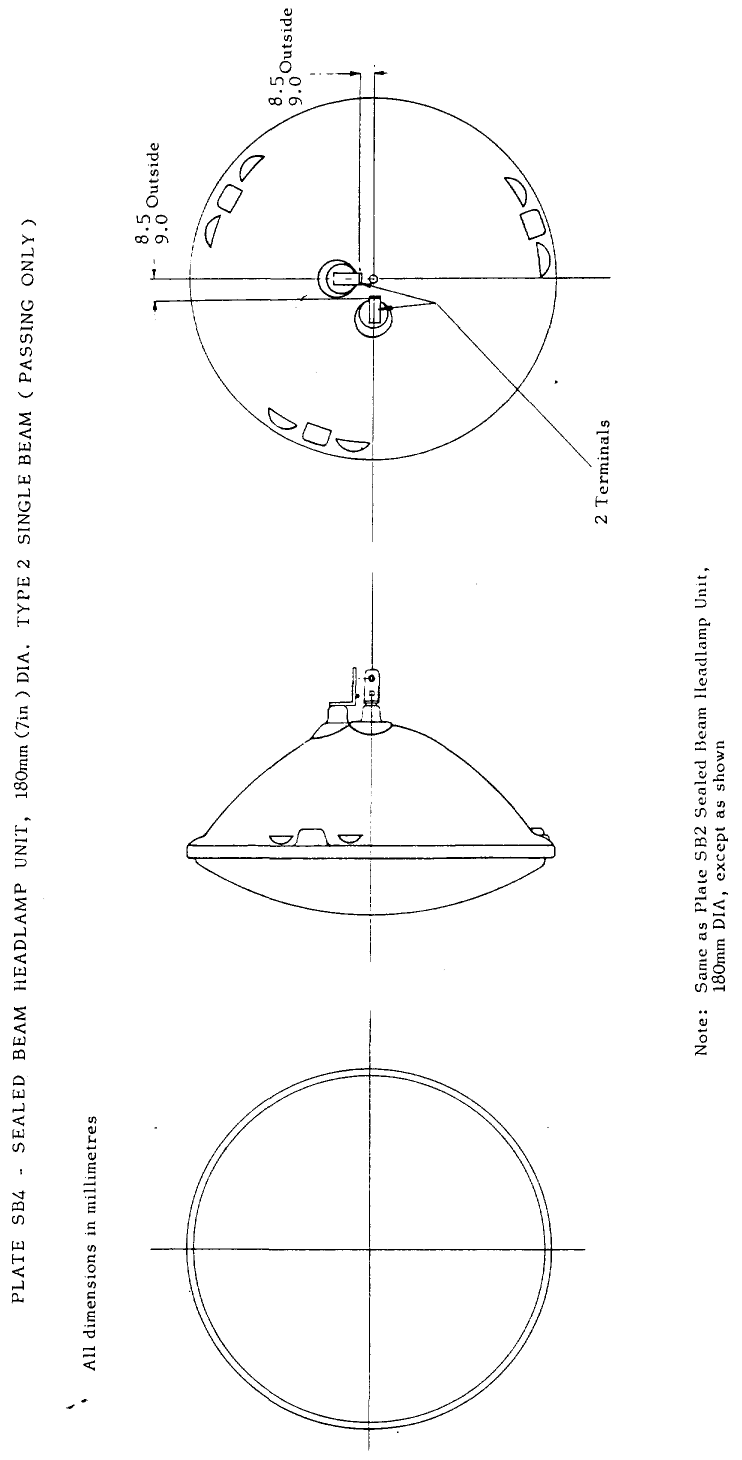 PLATE SB4 - SEALED BEAM HEADLAMP UNIT, 180mm (7in) DIA. TYPE 2 SINGLE BEAM ( PASSING ONLY )
All dimensions in millimetres
8.5 Outside
9.0
8.5 Outside
9.0
2 Terminals
Note: Same as Plate SB2 Sealed Beam Headlamp Unit,
180mm DIA, except as shown